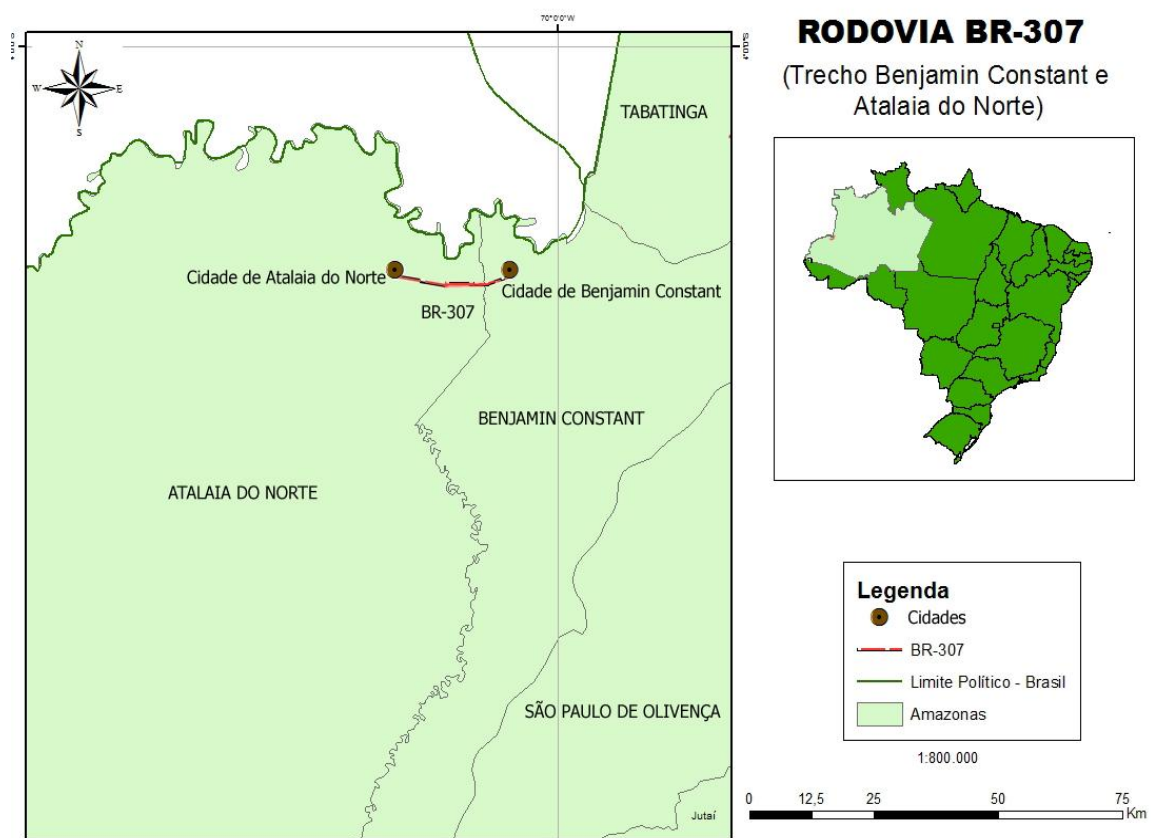 70°0'0"W
N
W
E
S
TABATINGA
Cidade de Atalaia do Norte
Cidade de Benjamin Constant
BR-307
BENJAMIN CONSTANT
ATALAIA DO NORTE
SÃO PAULO DE OLIVENÇA
Jutaí
RODOVIA BR-307
(Trecho Benjamin Constant e
Atalaia do Norte)
Legenda
Cidades
BR-307
Limite Político - Brasil
Amazonas
1:800.000
0 12,5 25 50 75
Km